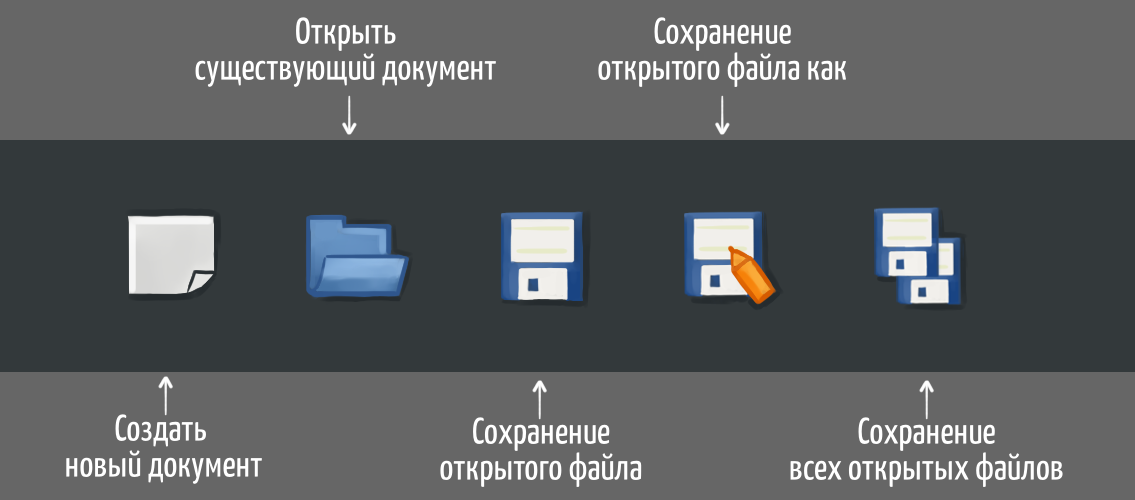 Открыть
существующий документ
Сохранение
открытого файла как
Создать
новый документ
Сохранение
открытого файла
Сохранение
всех открытых файлов